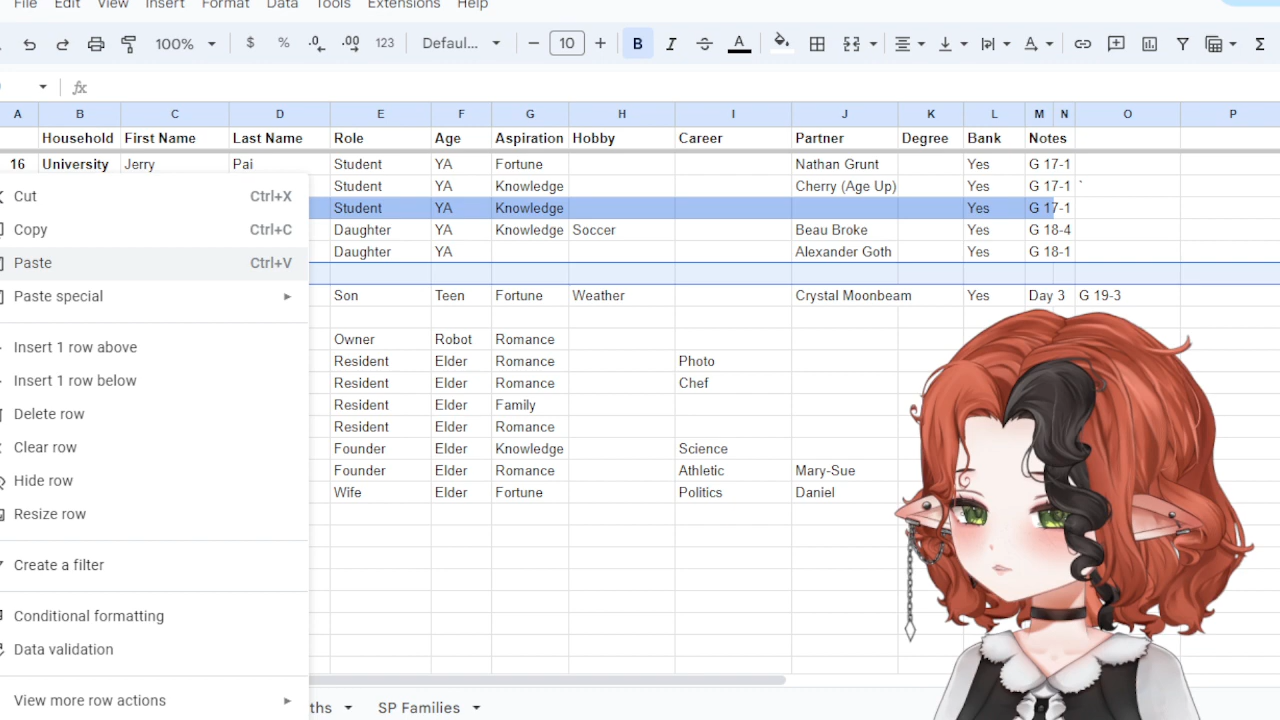 File Edit View Insert Format Data Tools Extensions Help
100% $ % .0 .00 123 Defaul... 10 B I A A Σ
fx
A B C D E F G H I J K L M N O P
Household First Name Last Name Role Age Aspiration Hobby Career Partner Degree Bank Notes
16 University Jerry Pai Student YA Fortune Nathan Grunt Yes G 17-1
Student YA Knowledge Cherry (Age Up) Yes G 17-1 `
Student YA Knowledge Yes G 17-1
Daughter YA Knowledge Soccer Beau Broke Yes G 18-4
Daughter YA Alexander Goth Yes G 18-1
Son Teen Fortune Weather Crystal Moonbeam Yes Day 3 G 19-3
Owner Robot Romance
Resident Elder Romance Photo
Resident Elder Romance Chef
Resident Elder Family
Resident Elder Romance
Founder Elder Knowledge Science
Founder Elder Romance Athletic Mary-Sue
Wife Elder Fortune Politics Daniel
Cut Ctrl+X
Copy Ctrl+C
Paste Ctrl+V
Paste special
Insert 1 row above
Insert 1 row below
Delete row
Clear row
Hide row
Resize row
Create a filter
Conditional formatting
Data validation
View more row actions
ths SP Families